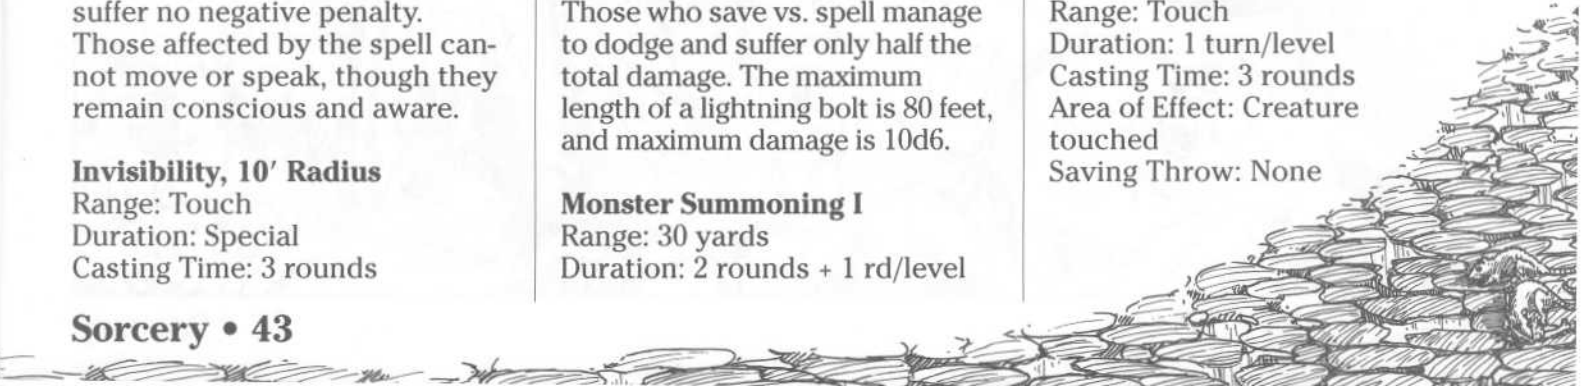 suffer no negative penalty.
Those affected by the spell can-
not move or speak, though they
remain conscious and aware.
Invisibility, 10′ Radius
Range: Touch
Duration: Special
Casting Time: 3 rounds
Those who save vs. spell manage
to dodge and suffer only half the
total damage. The maximum
length of a lightning bolt is 80 feet,
and maximum damage is 10d6.
Monster Summoning I
Range: 30 yards
Duration: 2 rounds + 1 rd/level
Range: Touch
Duration: 1 turn/level
Casting Time: 3 rounds
Area of Effect: Creature
touched
Saving Throw: None
Sorcery • 43